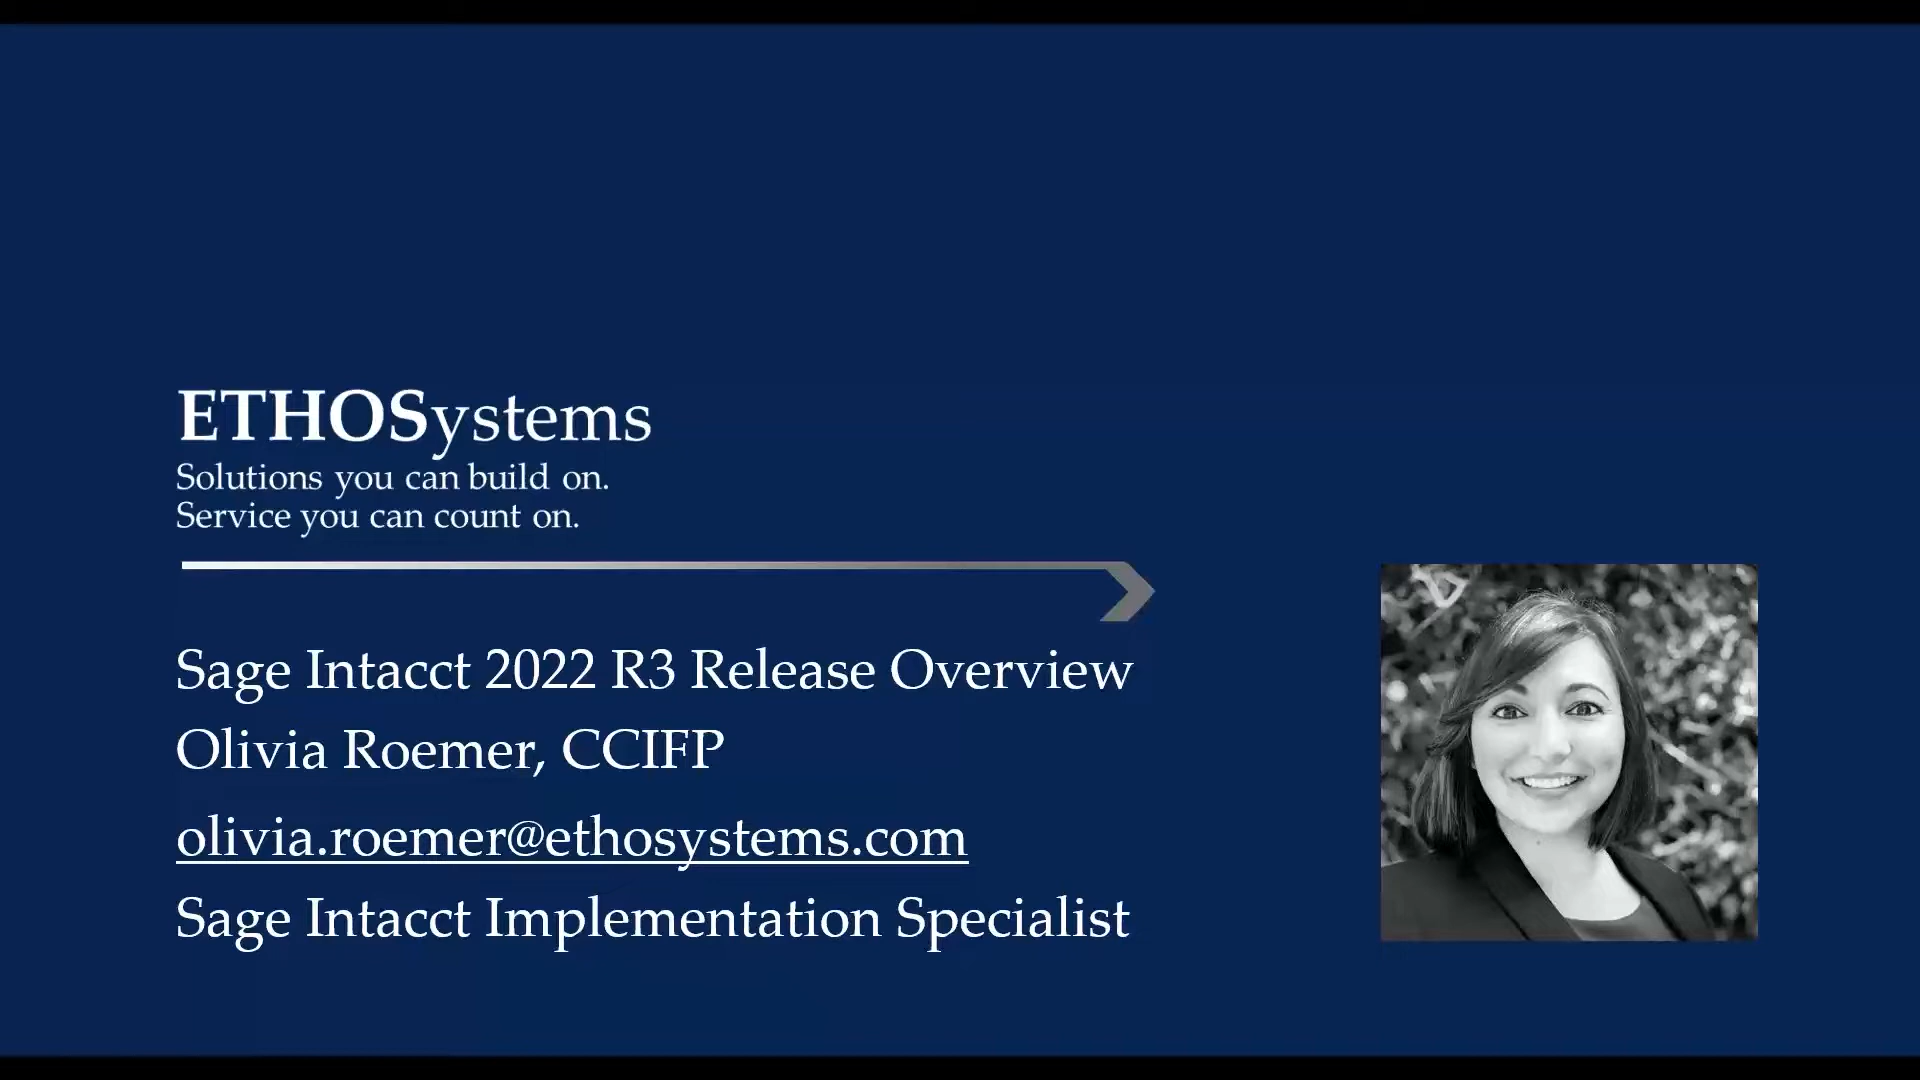 ETHOSystems
Solutions you can build on.
Service you can count on.
Sage Intacct 2022 R3 Release Overview
Olivia Roemer, CCIFP
olivia.roemer@ethosystems.com
Sage Intacct Implementation Specialist